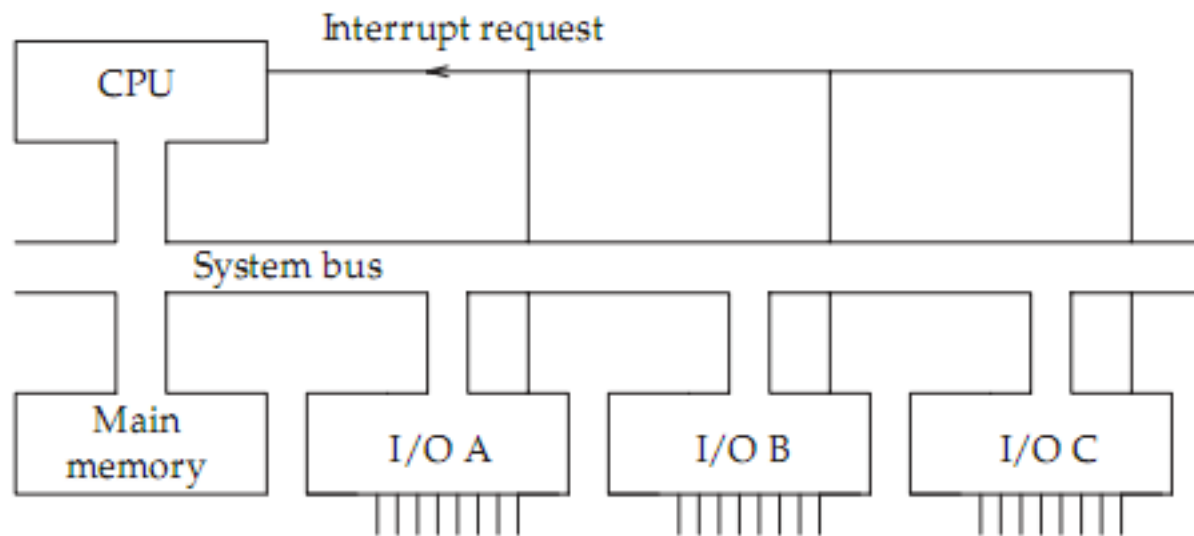 Interrupt request
CPU
System bus
Main
memory
I/O A
I/O B
I/O C